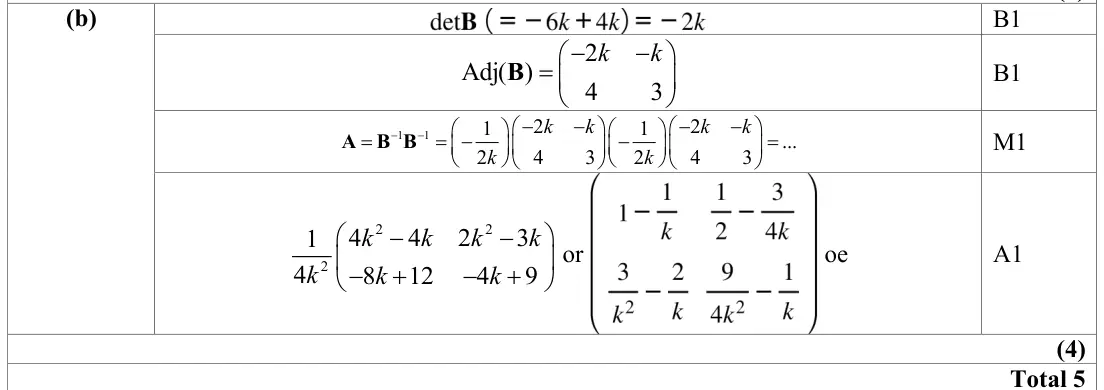 (b) detB (= − 6k + 4k) = − 2k B1
Adj(B) = (−2k −k; 4 3) B1
A = B⁻¹B⁻¹ = (−1/2k)(−2k −k; 4 3)(−1/2k)(−2k −k; 4 3) = ... M1
1/4k² (4k² − 4k 2k² − 3k; −8k + 12 −4k + 9) or (1 − 1/k 1/2 − 3/4k; 3/k² − 2/k 9/4k² − 1/k) oe A1
(4)
Total 5